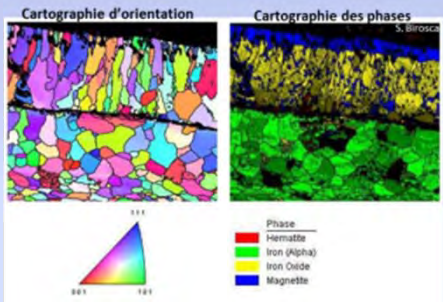 Cartographie d'orientation
Cartographie des phases
S. Birosca
111
001
101
Phase
Hematite
Iron (Alpha)
Iron Oxide
Magnetite